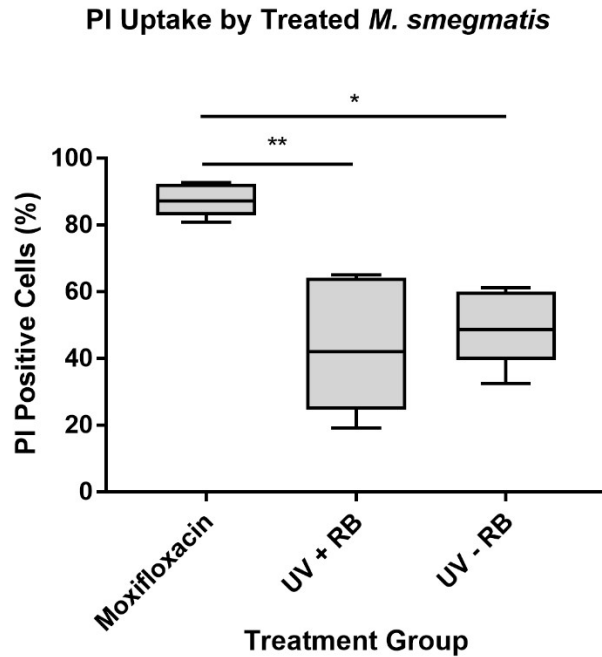 PI Uptake by Treated M. smegmatis
*
**
100
80
60
40
20
0
PI Positive Cells (%)
Moxifloxacin
UV + RB
UV - RB
Treatment Group